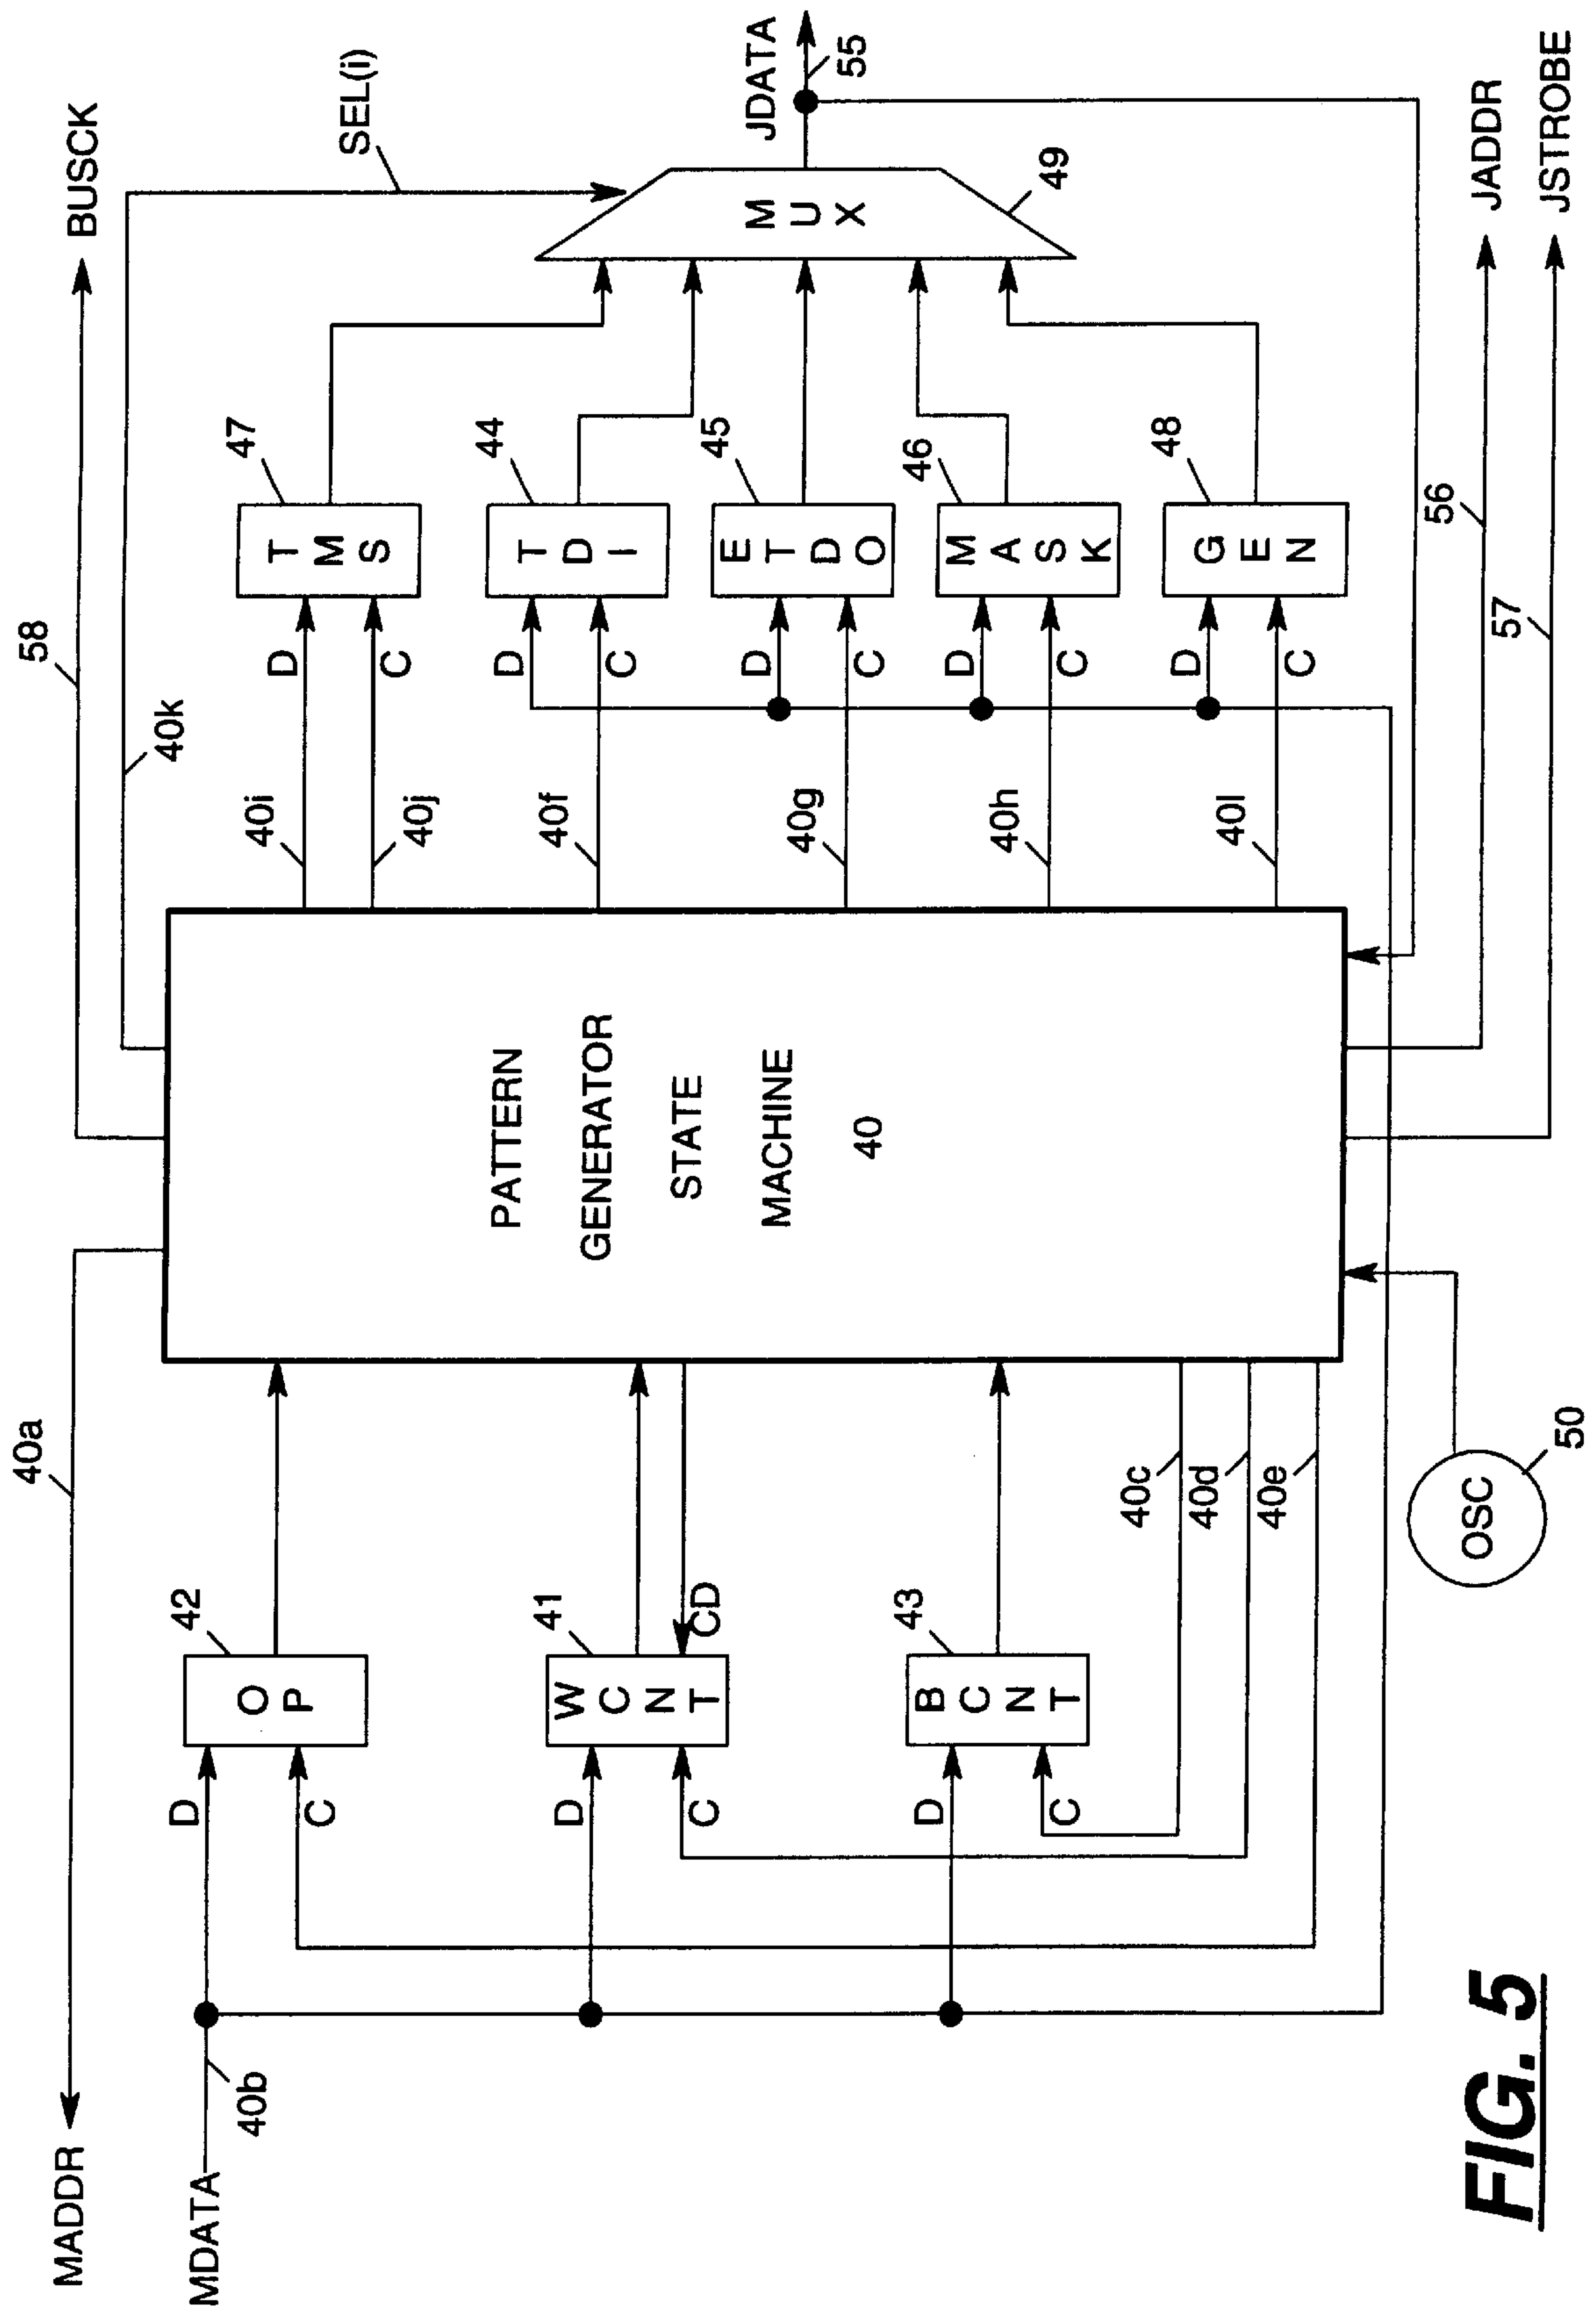 MADDR
40a
58
BUSCK
40k
SEL(i)
MDATA
40b
D
C
OP
42
D
C
WCNT
41
CD
D
C
BCNT
43
40c
40d
40e
OSC
50
PATTERN
GENERATOR
STATE
MACHINE
40
40i
40j
40f
40g
40h
40l
D
C
TMS
47
D
C
TDI
44
D
C
ETDO
45
D
C
MASK
46
D
C
GEN
48
MUX
49
JDATA
55
56
JADDR
57
JSTROBE
FIG. 5